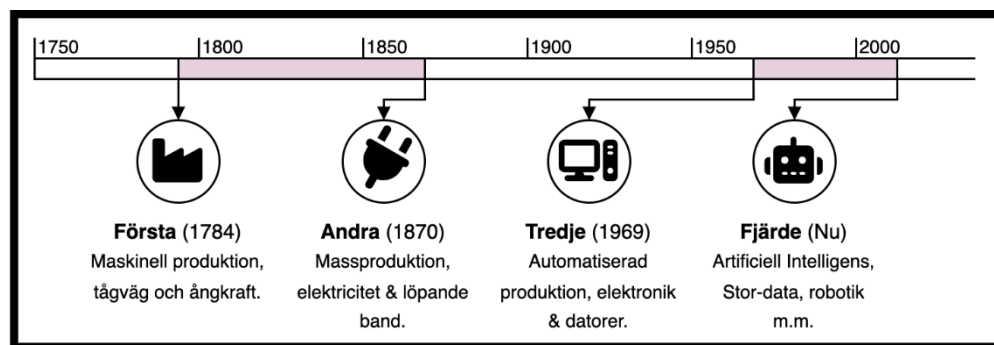 1750 1800 1850 1900 1950 2000
Första (1784)
Maskinell produktion,
tågväg och ångkraft.
Andra (1870)
Massproduktion,
elektricitet & löpande
band.
Tredje (1969)
Automatiserad
produktion, elektronik
& datorer.
Fjärde (Nu)
Artificiell Intelligens,
Stor-data, robotik
m.m.